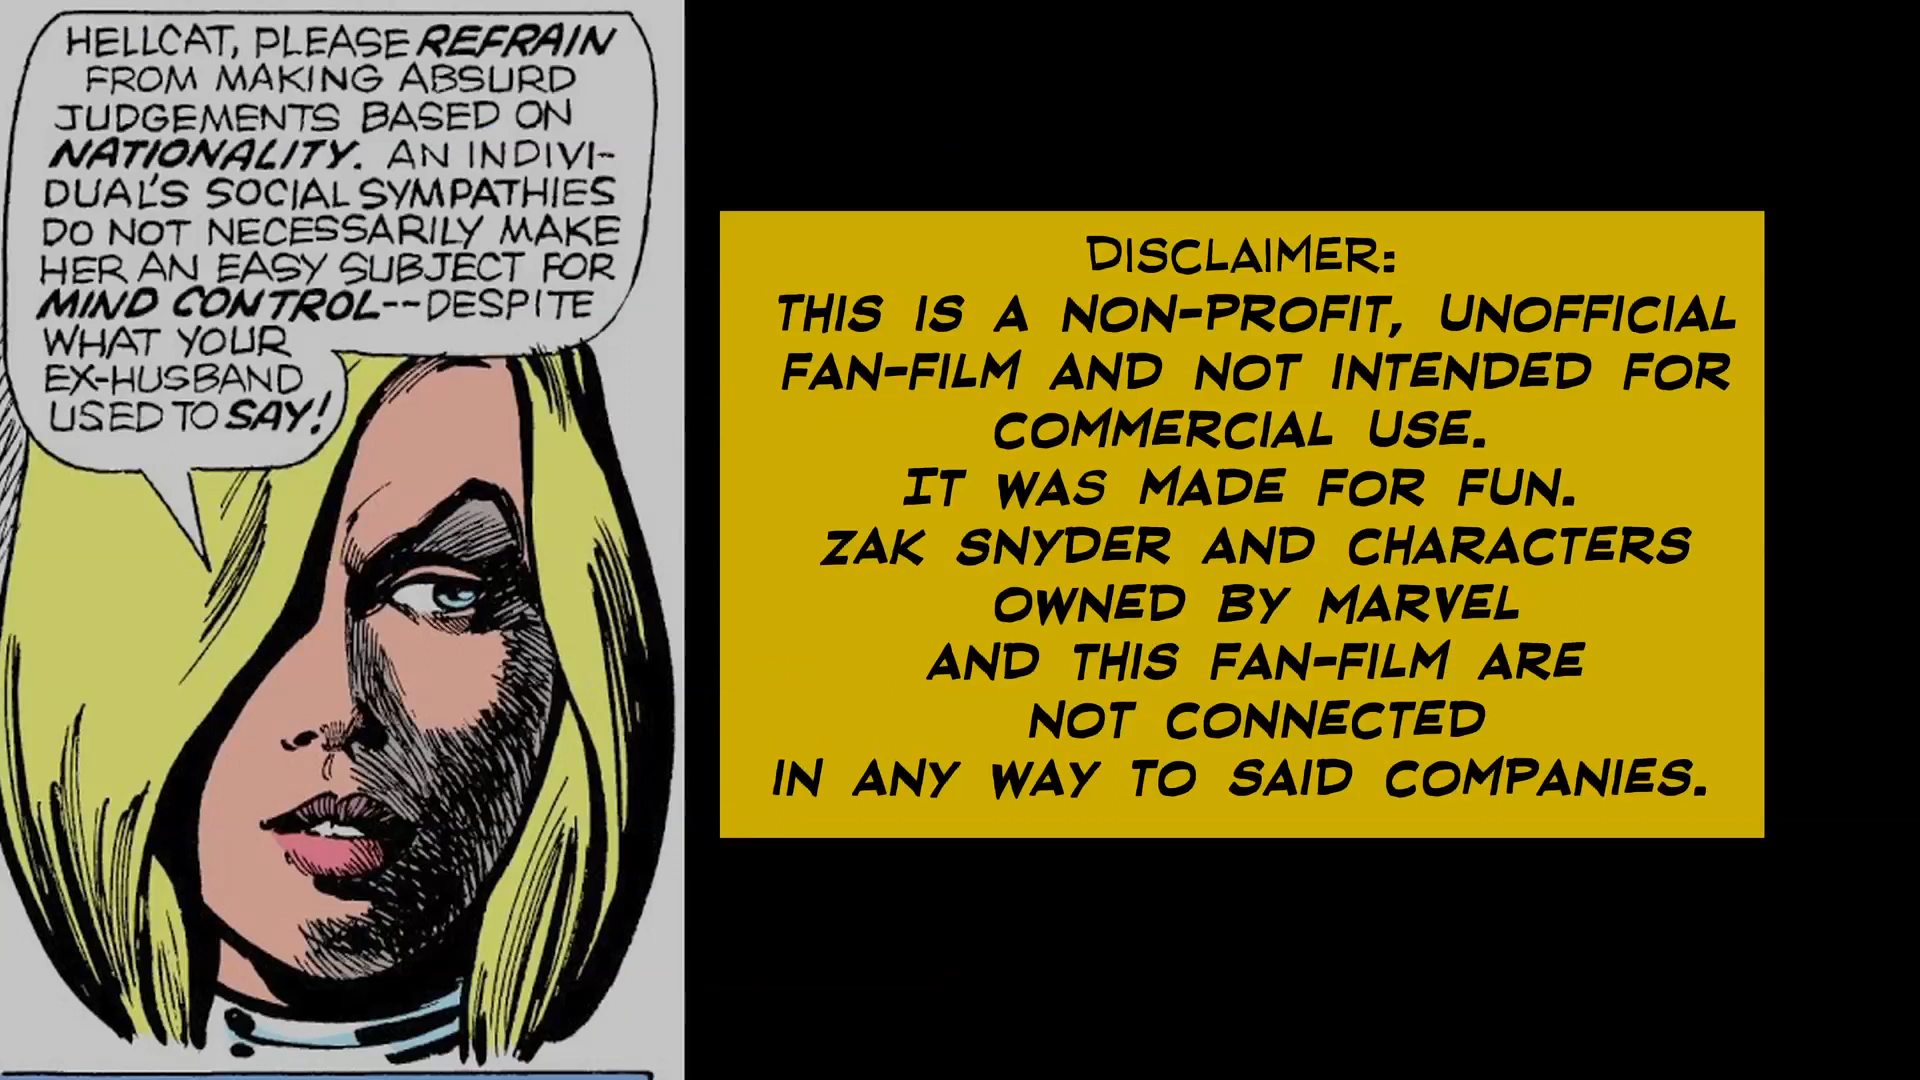 HELLCAT, PLEASE REFRAIN
FROM MAKING ABSURD
JUDGEMENTS BASED ON
NATIONALITY. AN INDIVI-
DUAL'S SOCIAL SYMPATHIES
DO NOT NECESSARILY MAKE
HER AN EASY SUBJECT FOR
MIND CONTROL--DESPITE
WHAT YOUR
EX-HUSBAND
USED TO SAY!
DISCLAIMER:
THIS IS A NON-PROFIT, UNOFFICIAL
FAN-FILM AND NOT INTENDED FOR
COMMERCIAL USE.
IT WAS MADE FOR FUN.
ZAK SNYDER AND CHARACTERS
OWNED BY MARVEL
AND THIS FAN-FILM ARE
NOT CONNECTED
IN ANY WAY TO SAID COMPANIES.